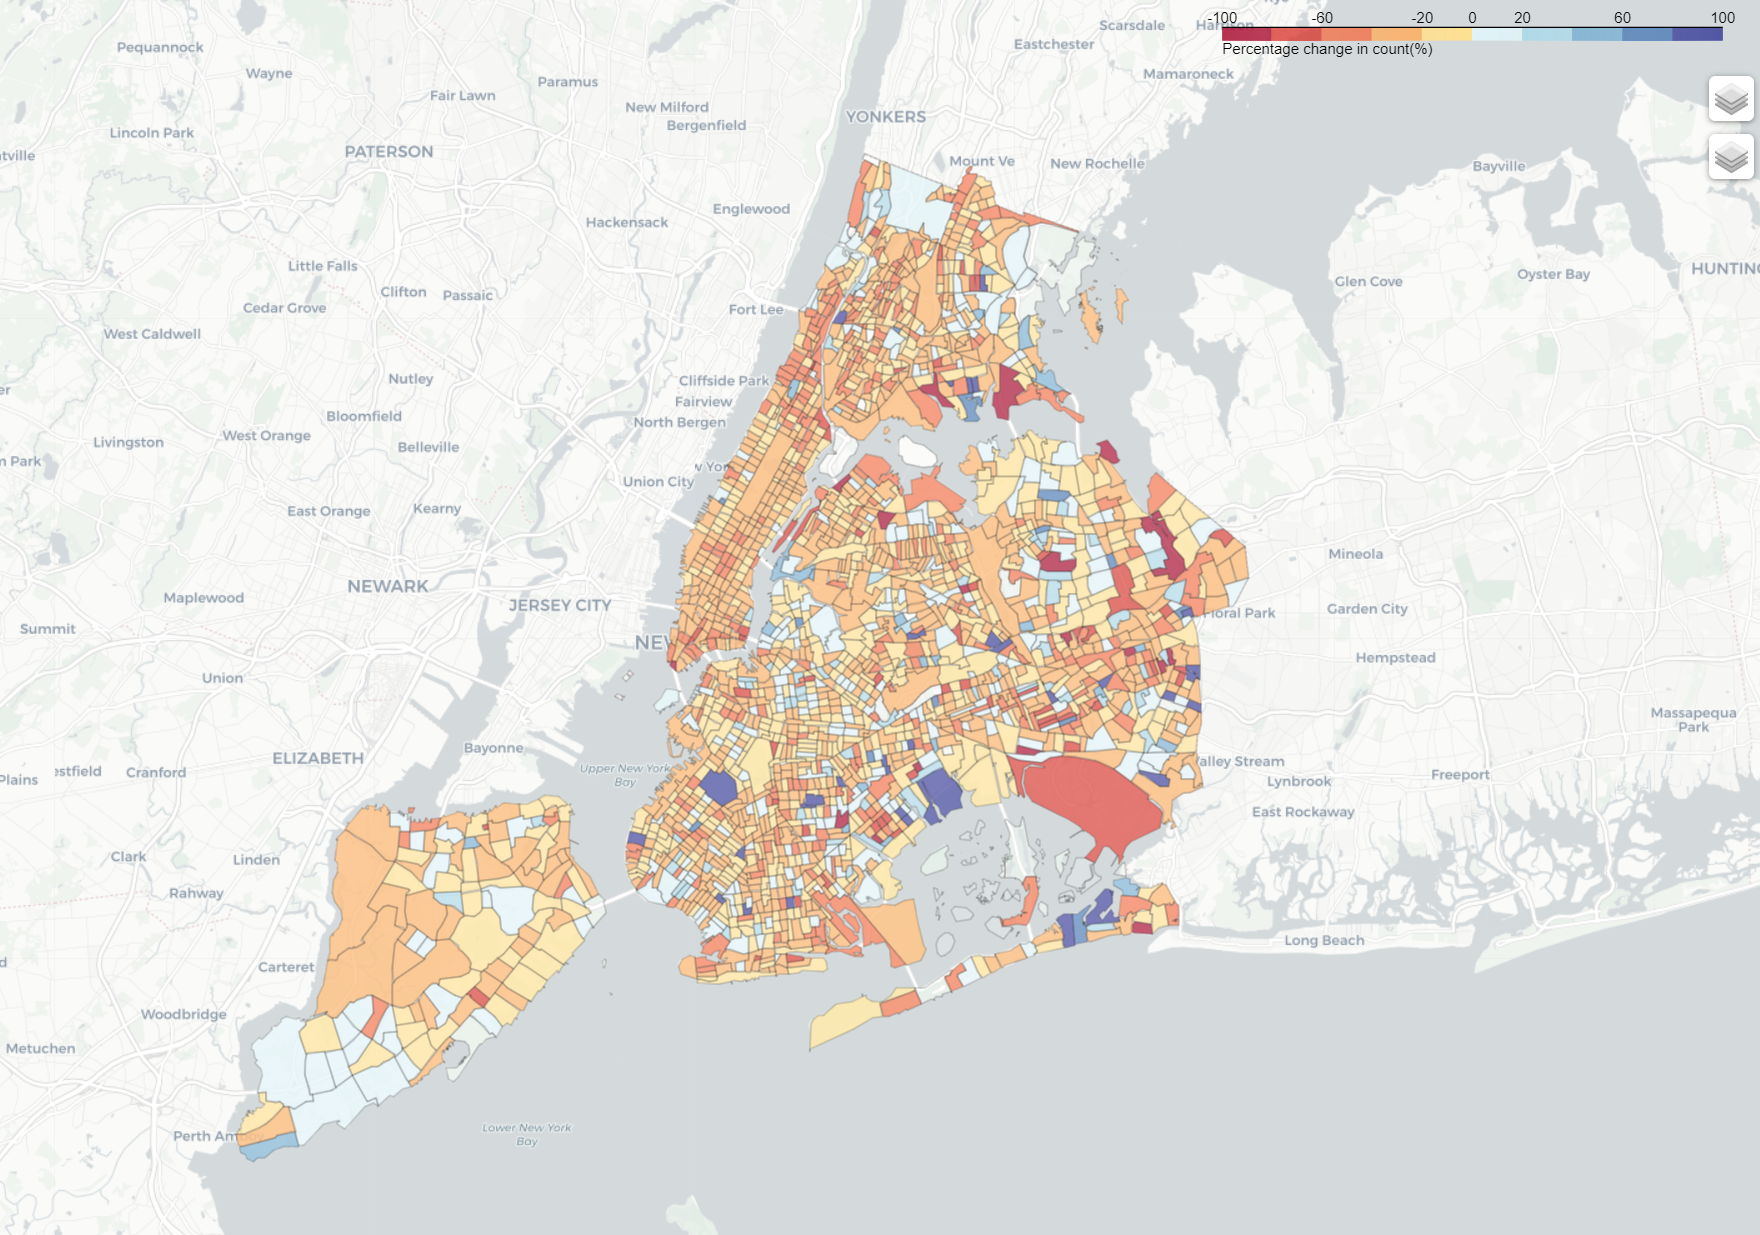 -100
-60
-20
0
20
60
100
Percentage change in count(%)
Scarsdale
Eastchester
Mamaroneck
Pequannock
Wayne
Paramus
Fair Lawn
New Milford
Bergenfield
YONKERS
Lincoln Park
PATERSON
Mount Ve
New Rochelle
Bayville
Englewood
Hackensack
Little Falls
Clifton
Passaic
Cedar Grove
Fort Lee
Glen Cove
Oyster Bay
HUNTING
West Caldwell
Nutley
Cliffside Park
Fairview
North Bergen
Bloomfield
West Orange
Livingston
Belleville
Park
Union City
East Orange
Kearny
Mineola
NEWARK
JERSEY CITY
Maplewood
Summit
Floral Park
Garden City
NEW
Hempstead
Union
Massapequa
Park
ELIZABETH
Bayonne
Upper New York
Bay
Plains
estfield
Cranford
alley Stream
Lynbrook
Freeport
East Rockaway
Clark
Linden
Rahway
Long Beach
Carteret
Woodbridge
Metuchen
Perth Amboy
Lower New York
Bay